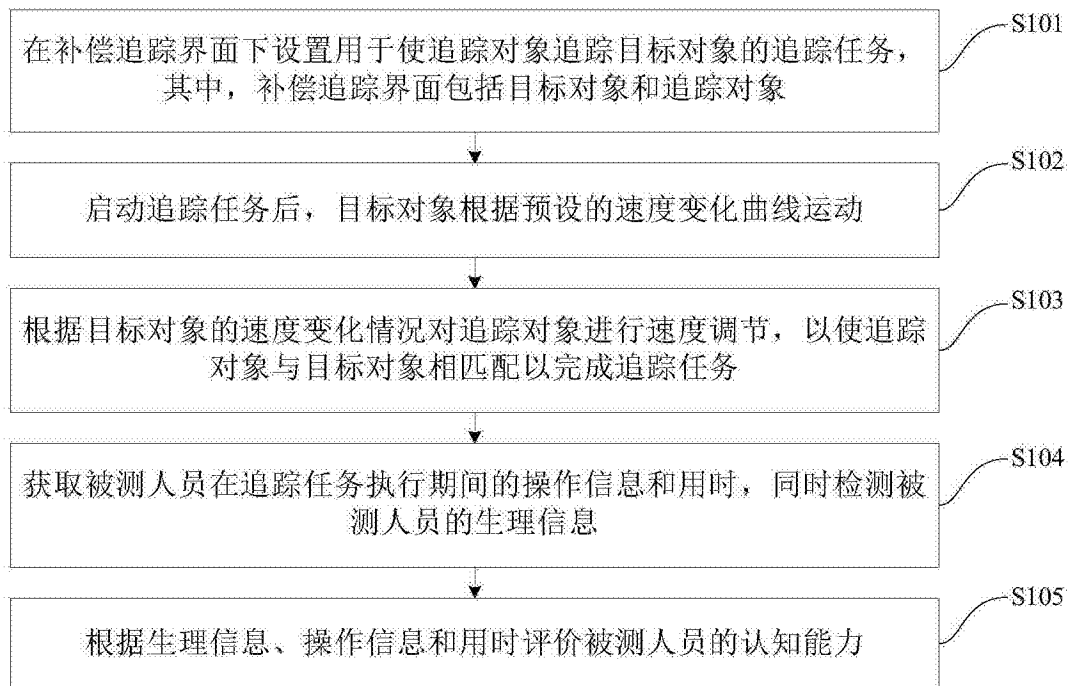 在补偿追踪界面下设置用于使追踪对象追踪目标对象的追踪任务，
其中，补偿追踪界面包括目标对象和追踪对象
S101
启动追踪任务后，目标对象根据预设的速度变化曲线运动
S102
根据目标对象的速度变化情况对追踪对象进行速度调节，以使追踪
对象与目标对象相匹配以完成追踪任务
S103
获取被测人员在追踪任务执行期间的操作信息和用时，同时检测被
测人员的生理信息
S104
根据生理信息、操作信息和用时评价被测人员的认知能力
S105